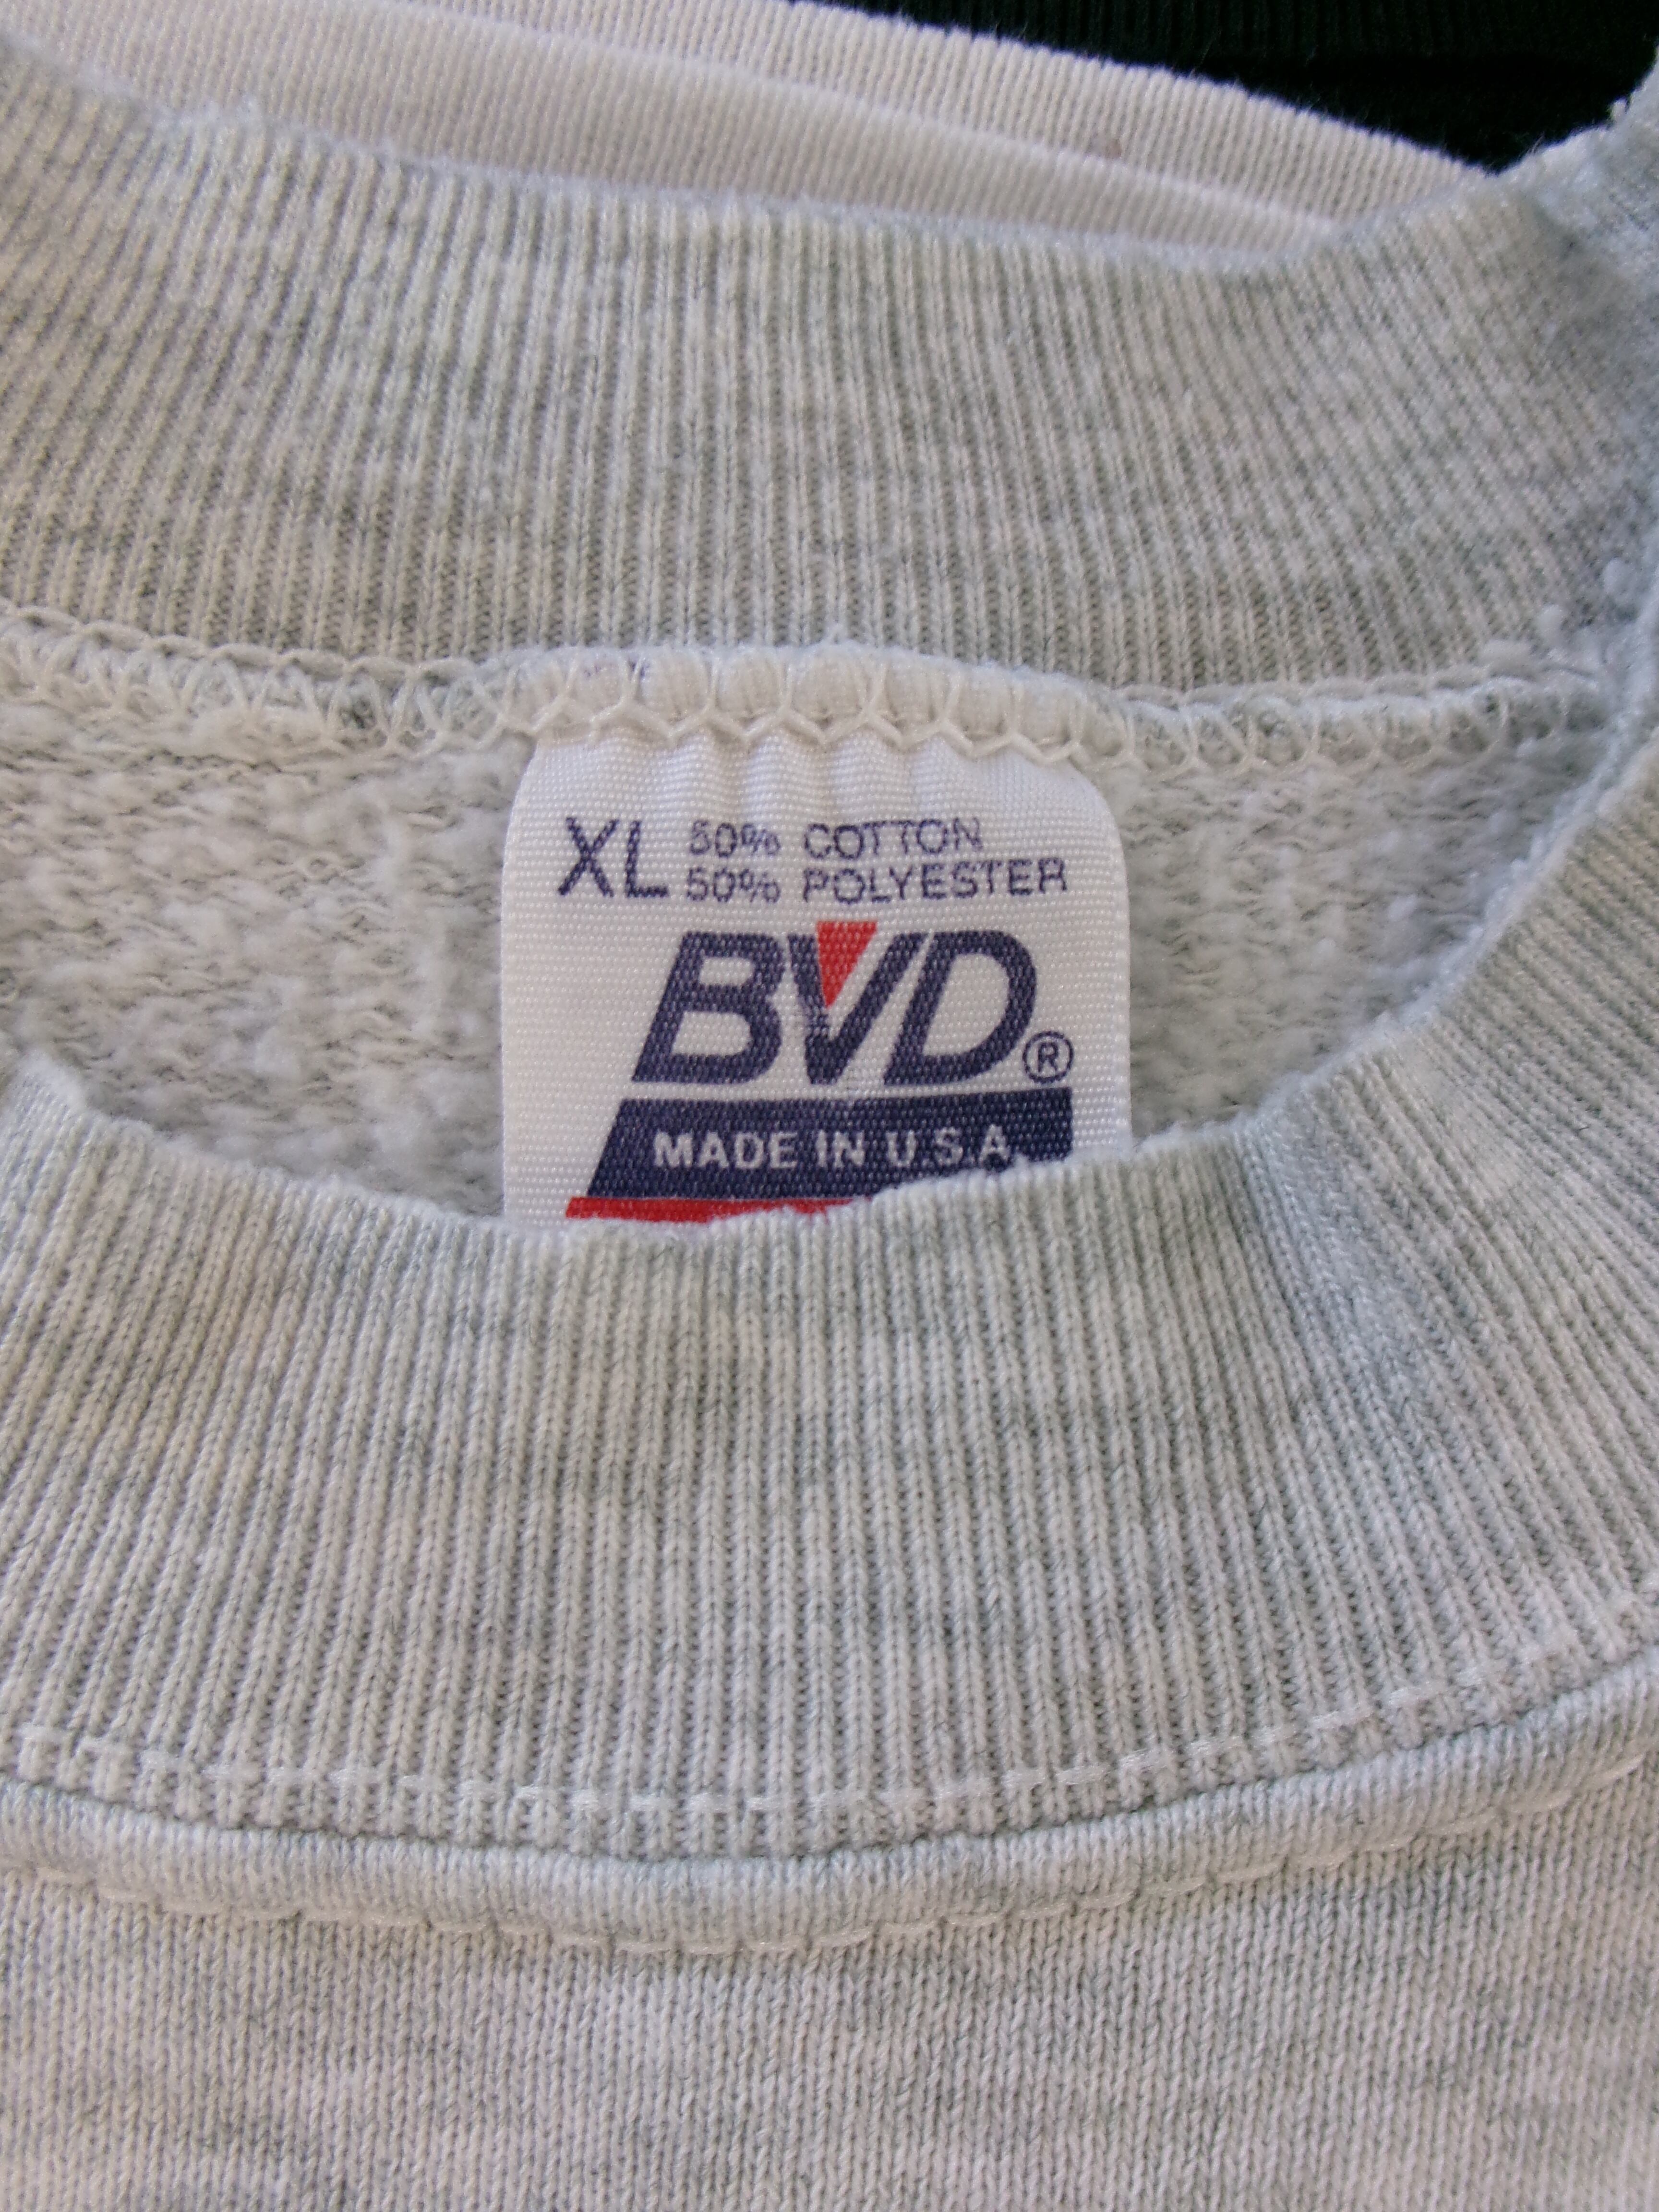 XL 50% COTTON
50% POLYESTER
BVD®
MADE IN U.S.A.